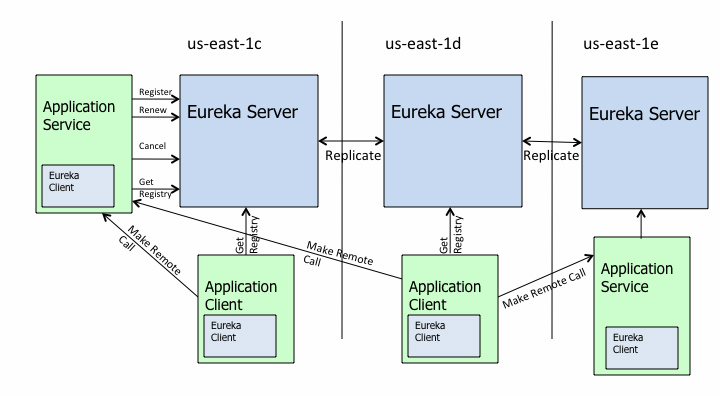 us-east-1c
us-east-1d
us-east-1e
Application
Service
Eureka
Client
Register
Renew
Cancel
Get
Registry
Eureka Server
Replicate
Eureka Server
Replicate
Eureka Server
Make Remote
Call
Get
Registry
Make Remote
Call
Get
Registry
Make Remote Call
Application
Client
Eureka
Client
Application
Client
Eureka
Client
Application
Service
Eureka
Client